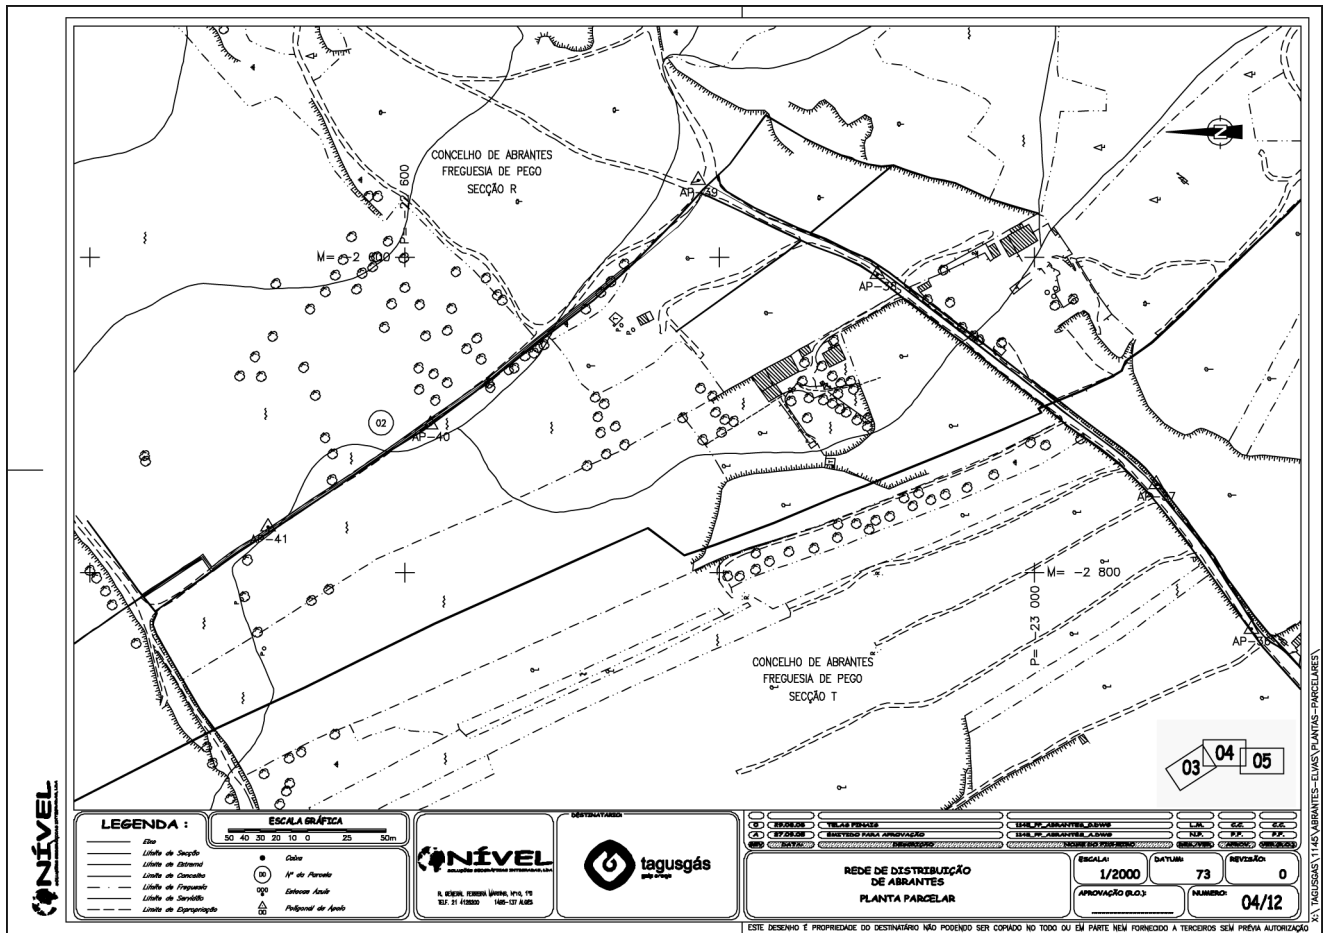 CONCELHO DE ABRANTES
FREGUESIA DE PEGO
SECÇÃO R
AP-39
AP-38
AP-40
02
AP-41
AP-37
M= -2 800
AP-36
CONCELHO DE ABRANTES
FREGUESIA DE PEGO
SECÇÃO T
P= -23 000
N
03
04
05
X:\TAGUSGAS\1145\ABRANTES-ELVAS\PLANTAS-PARCELARES\
NÍVEL
LEGENDA :
Eixo
Limite de Secção
Limite de Extrema
Limite de Concelho
Limite de Freguesia
Limite de Servidão
Limite de Expropriação
ESCALA GRÁFICA
50 40 30 20 10 0 25 50m
Caixa
Nº da Parcela
Estacas Azuis
Poligonal de Apoio
NÍVEL
R. GENERAL FERREIRA MARTINS, Nº10, 1ºB
TELF. 21 4128200 1495-137 ALGÉS
DESTINATÁRIO:
tagusgás
REDE DE DISTRIBUIÇÃO
DE ABRANTES
PLANTA PARCELAR
ESCALA:
1/2000
DATUM:
73
REVISÃO:
0
APROVAÇÃO (D.O.):
NUMERO:
04/12
TELAS FINAIS
EMITIDO PARA APROVAÇÃO
ESTE DESENHO É PROPRIEDADE DO DESTINATÁRIO NÃO PODENDO SER COPIADO NO TODO OU EM PARTE NEM FORNECIDO A TERCEIROS SEM PRÉVIA AUTORIZAÇÃO